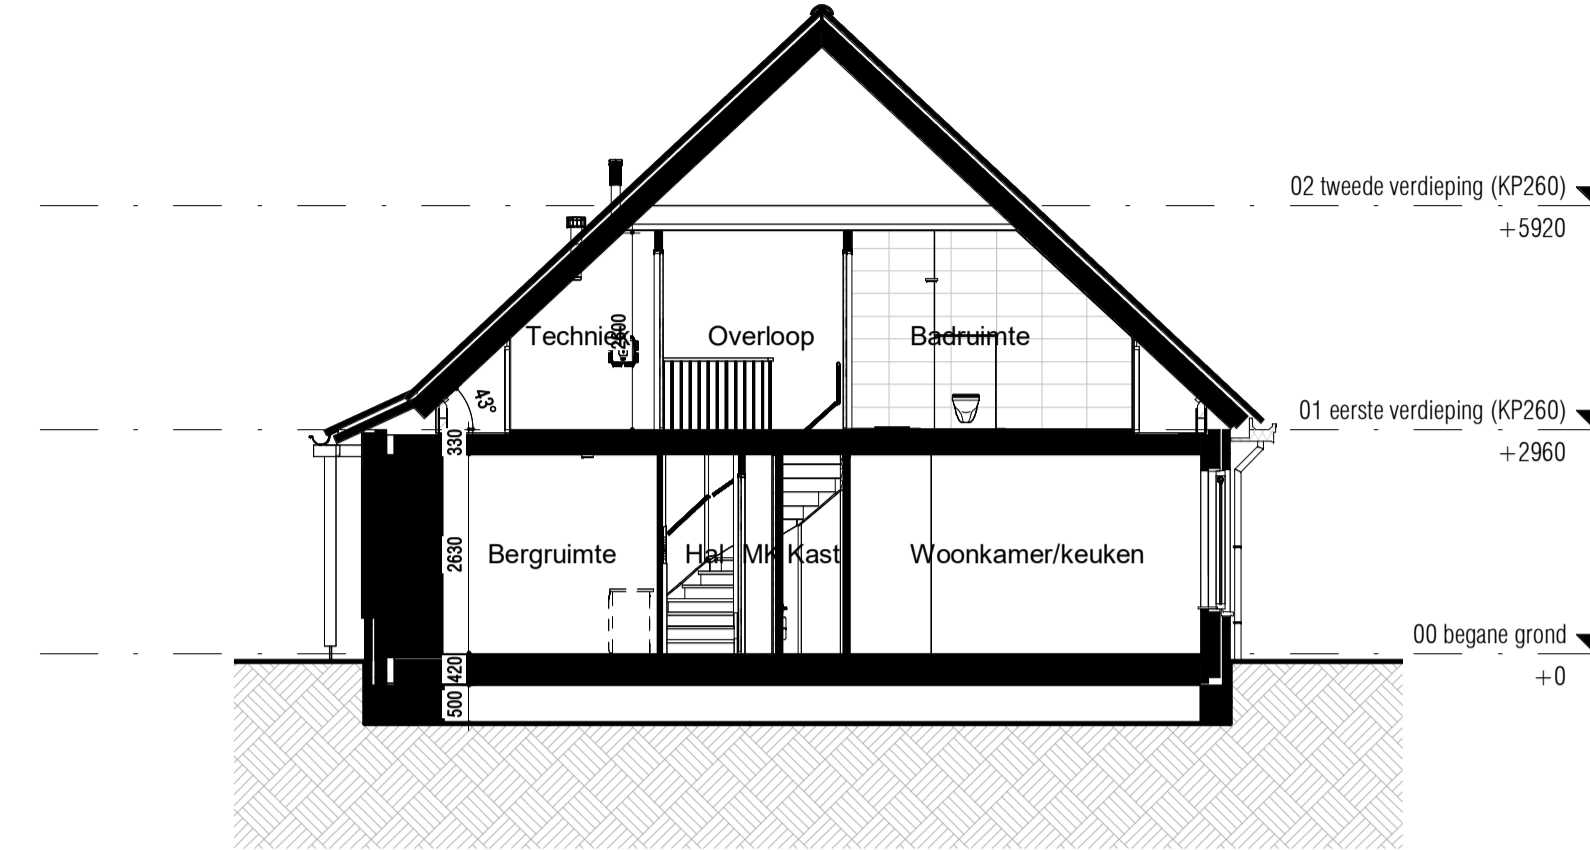 02 tweede verdieping (KP260)
+5920
Techniek
2600
Overloop
Badruimte
43°
01 eerste verdieping (KP260)
+2960
330
2630
Bergruimte
Hal
MK
Kast
Woonkamer/keuken
00 begane grond
+0
420
500